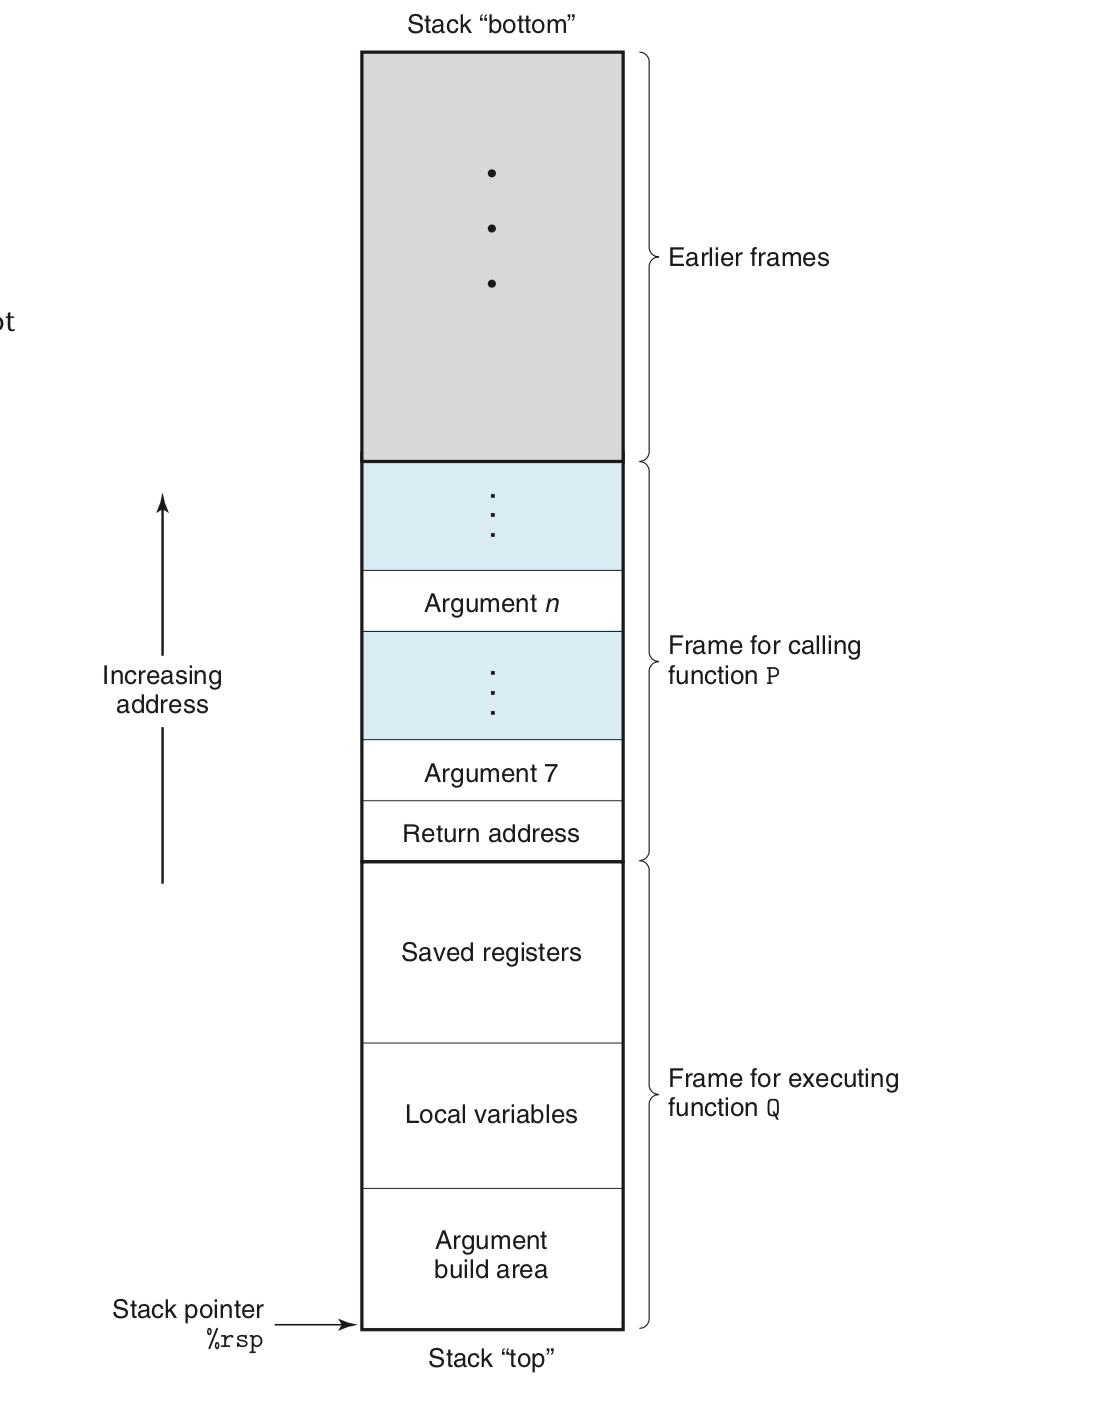 Stack “bottom”
Earlier frames
ot
Argument n
Increasing
address
Frame for calling
function P
Argument 7
Return address
Saved registers
Local variables
Frame for executing
function Q
Argument
build area
Stack pointer
%rsp
Stack “top”